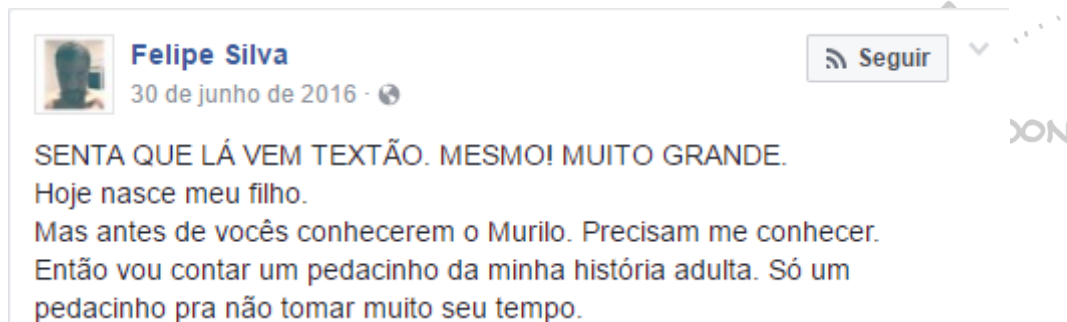 Felipe Silva
Seguir
30 de junho de 2016 ·
SENTA QUE LÁ VEM TEXTÃO. MESMO! MUITO GRANDE.
Hoje nasce meu filho.
Mas antes de vocês conhecerem o Murilo. Precisam me conhecer.
Então vou contar um pedacinho da minha história adulta. Só um
pedacinho pra não tomar muito seu tempo.